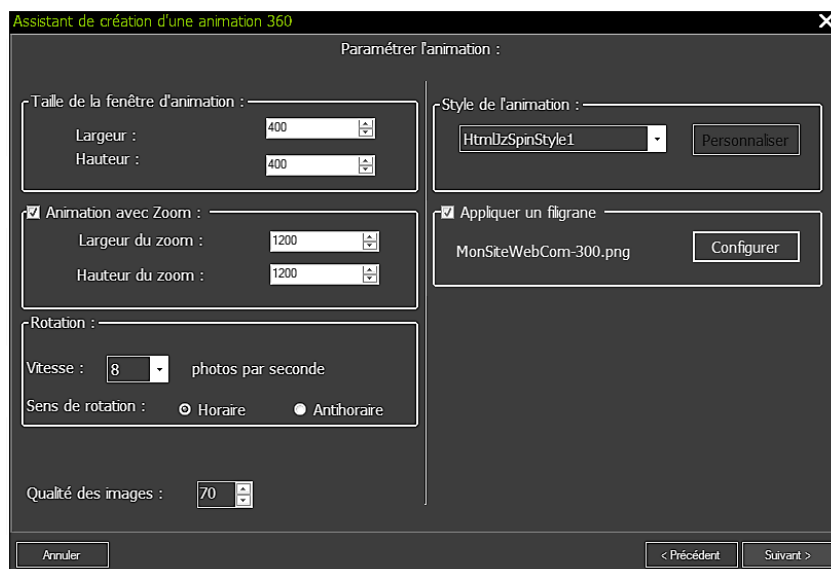 Assistant de création d'une animation 360
Paramétrer l'animation :
Taille de la fenêtre d'animation :
Largeur :
400
Hauteur :
400
Animation avec Zoom :
Largeur du zoom :
1200
Hauteur du zoom :
1200
Rotation :
Vitesse :
8
photos par seconde
Sens de rotation :
Horaire
Antihoraire
Qualité des images :
70
Style de l'animation :
HtmlJzSpinStyle1
Personnaliser
Appliquer un filigrane
MonSiteWebCom-300.png
Configurer
Annuler
< Précédent
Suivant >